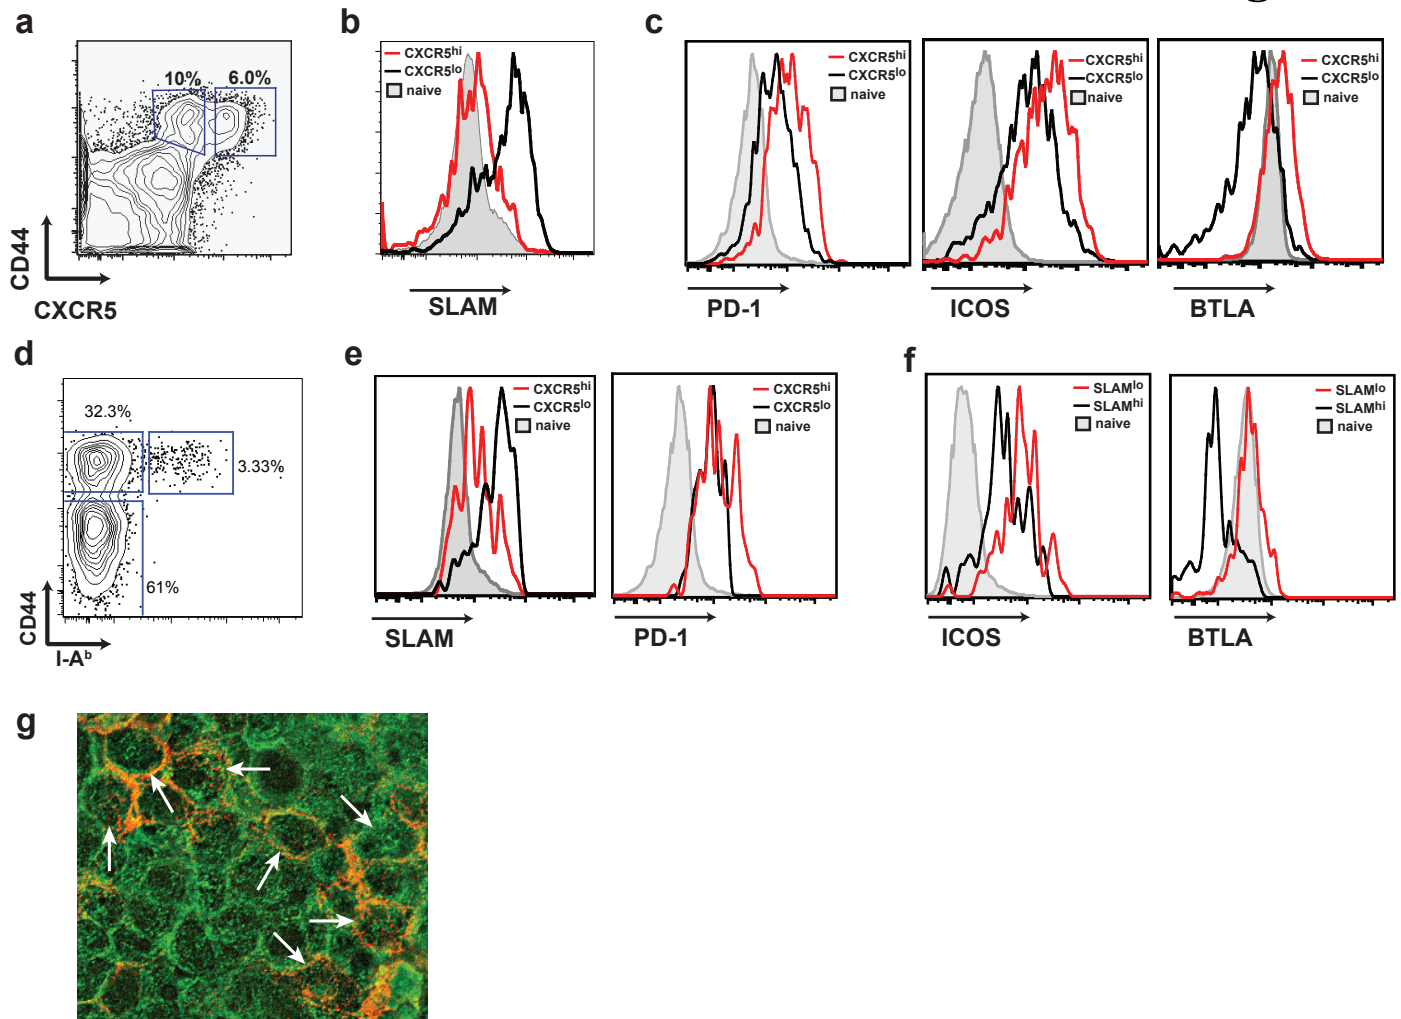 a
10%
6.0%
CD44
CXCR5
b
CXCR5hi
CXCR5lo
naive
SLAM
c
CXCR5hi
CXCR5lo
naive
PD-1
CXCR5hi
CXCR5lo
naive
ICOS
CXCR5hi
CXCR5lo
naive
BTLA
d
32.3%
3.33%
61%
CD44
I-Ab
e
CXCR5hi
CXCR5lo
naive
SLAM
CXCR5hi
CXCR5lo
naive
PD-1
f
SLAMlo
SLAMhi
naive
ICOS
SLAMlo
SLAMhi
naive
BTLA
g